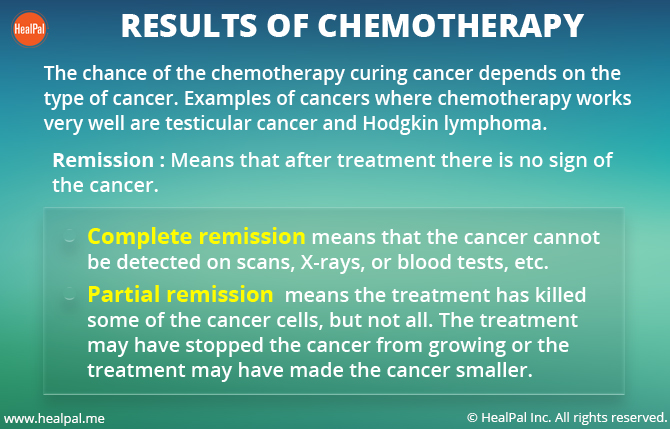 HealPal
RESULTS OF CHEMOTHERAPY
The chance of the chemotherapy curing cancer depends on the
type of cancer. Examples of cancers where chemotherapy works
very well are testicular cancer and Hodgkin lymphoma.
Remission : Means that after treatment there is no sign of
the cancer.
Complete remission means that the cancer cannot
be detected on scans, X-rays, or blood tests, etc.
Partial remission means the treatment has killed
some of the cancer cells, but not all. The treatment
may have stopped the cancer from growing or the
treatment may have made the cancer smaller.
www.healpal.me
© HealPal Inc. All rights reserved.